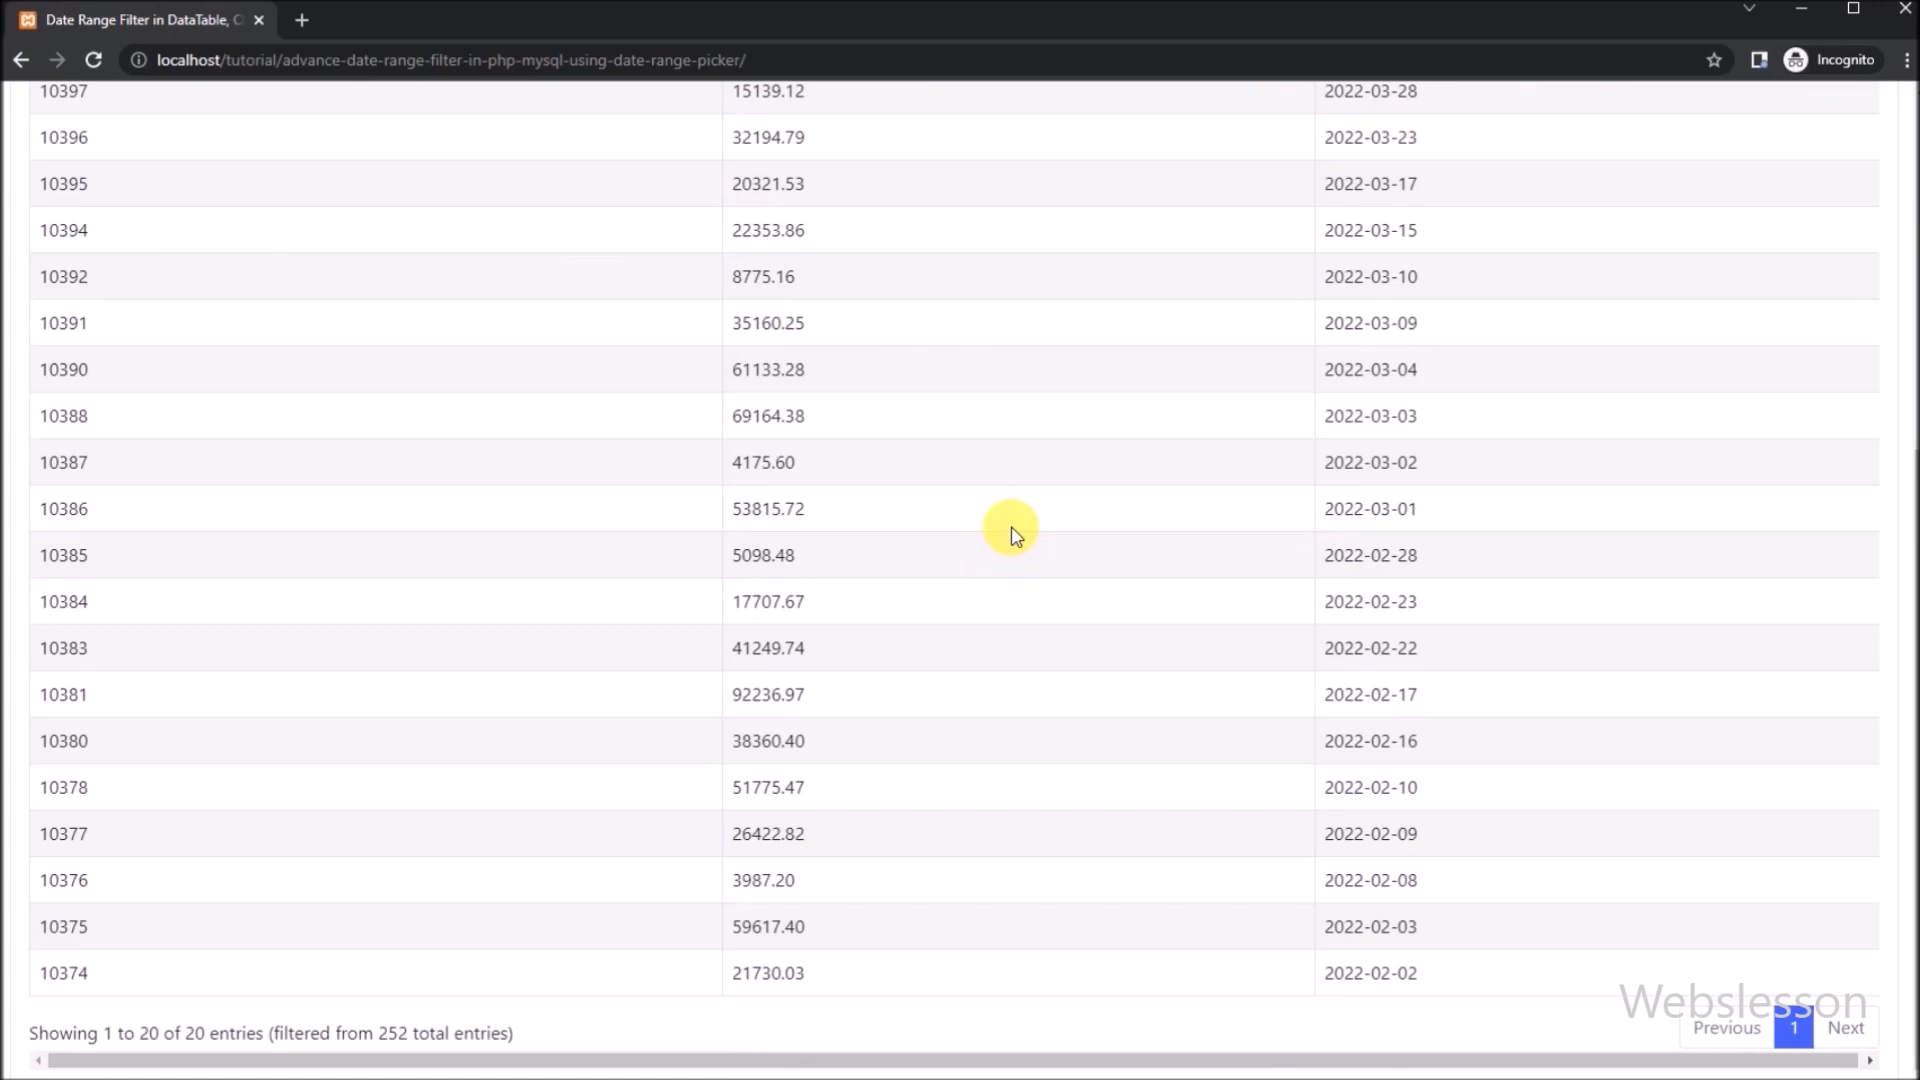 Date Range Filter in DataTable, C
localhost/tutorial/advance-date-range-filter-in-php-mysql-using-date-range-picker/
Incognito
10397 15139.12 2022-03-28
10396 32194.79 2022-03-23
10395 20321.53 2022-03-17
10394 22353.86 2022-03-15
10392 8775.16 2022-03-10
10391 35160.25 2022-03-09
10390 61133.28 2022-03-04
10388 69164.38 2022-03-03
10387 4175.60 2022-03-02
10386 53815.72 2022-03-01
10385 5098.48 2022-02-28
10384 17707.67 2022-02-23
10383 41249.74 2022-02-22
10381 92236.97 2022-02-17
10380 38360.40 2022-02-16
10378 51775.47 2022-02-10
10377 26422.82 2022-02-09
10376 3987.20 2022-02-08
10375 59617.40 2022-02-03
10374 21730.03 2022-02-02
Webslesson
Showing 1 to 20 of 20 entries (filtered from 252 total entries)
Previous 1 Next